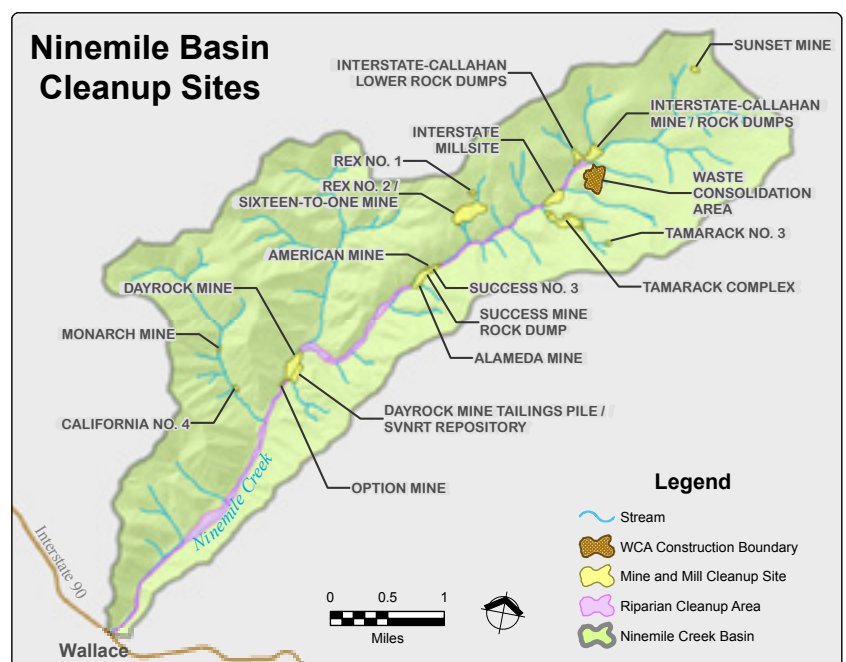 Ninemile Basin
Cleanup Sites
SUNSET MINE
INTERSTATE-CALLAHAN
LOWER ROCK DUMPS
INTERSTATE-CALLAHAN
MINE / ROCK DUMPS
INTERSTATE
MILLSITE
REX NO. 1
REX NO. 2 /
SIXTEEN-TO-ONE MINE
WASTE
CONSOLIDATION
AREA
TAMARACK NO. 3
AMERICAN MINE
DAYROCK MINE
SUCCESS NO. 3
TAMARACK COMPLEX
SUCCESS MINE
ROCK DUMP
MONARCH MINE
ALAMEDA MINE
CALIFORNIA NO. 4
DAYROCK MINE TAILINGS PILE /
SVNRT REPOSITORY
OPTION MINE
Ninemile Creek
Interstate 90
Wallace
0 0.5 1
Miles
Legend
Stream
WCA Construction Boundary
Mine and Mill Cleanup Site
Riparian Cleanup Area
Ninemile Creek Basin